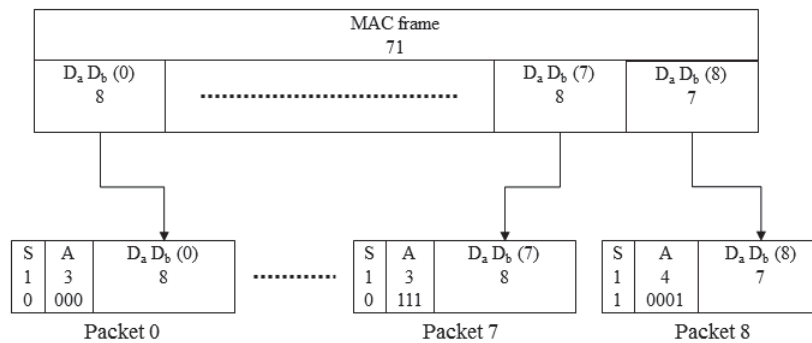 MAC frame
71
Da Db (0) Da Db (7) Da Db (8)
8 8 7
S A Da Db (0) S A Da Db (7) S A Da Db (8)
1 3 8 1 3 8 1 4 7
0 000 0 111 1 0001
Packet 0 Packet 7 Packet 8